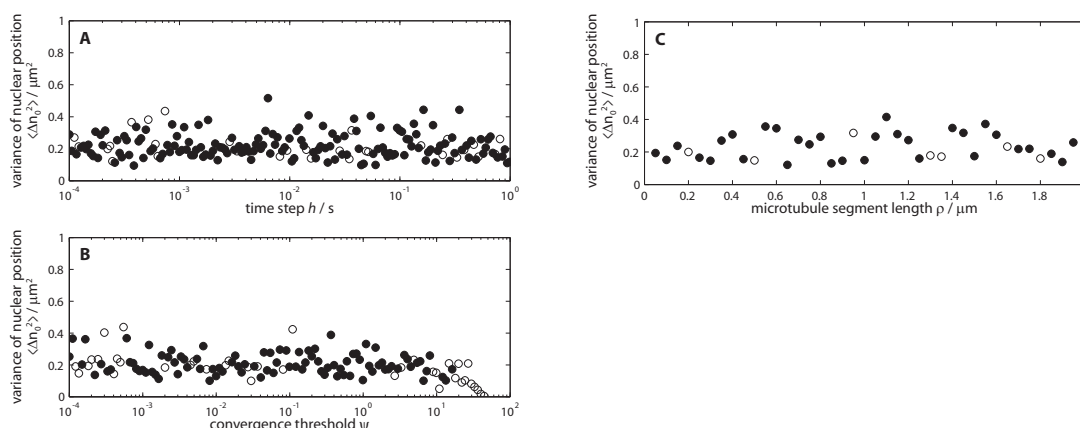 A
variance of nuclear position
<Δn₀²> / μm²
1
0.8
0.6
0.4
0.2
0
10⁻⁴ 10⁻³ 10⁻² 10⁻¹ 10⁰
time step h / s
B
variance of nuclear position
<Δn₀²> / μm²
1
0.8
0.6
0.4
0.2
0
10⁻⁴ 10⁻³ 10⁻² 10⁻¹ 10⁰ 10¹ 10²
convergence threshold ψ
C
variance of nuclear position
<Δn₀²> / μm²
1
0.8
0.6
0.4
0.2
0
0 0.2 0.4 0.6 0.8 1 1.2 1.4 1.6 1.8
microtubule segment length ρ / μm